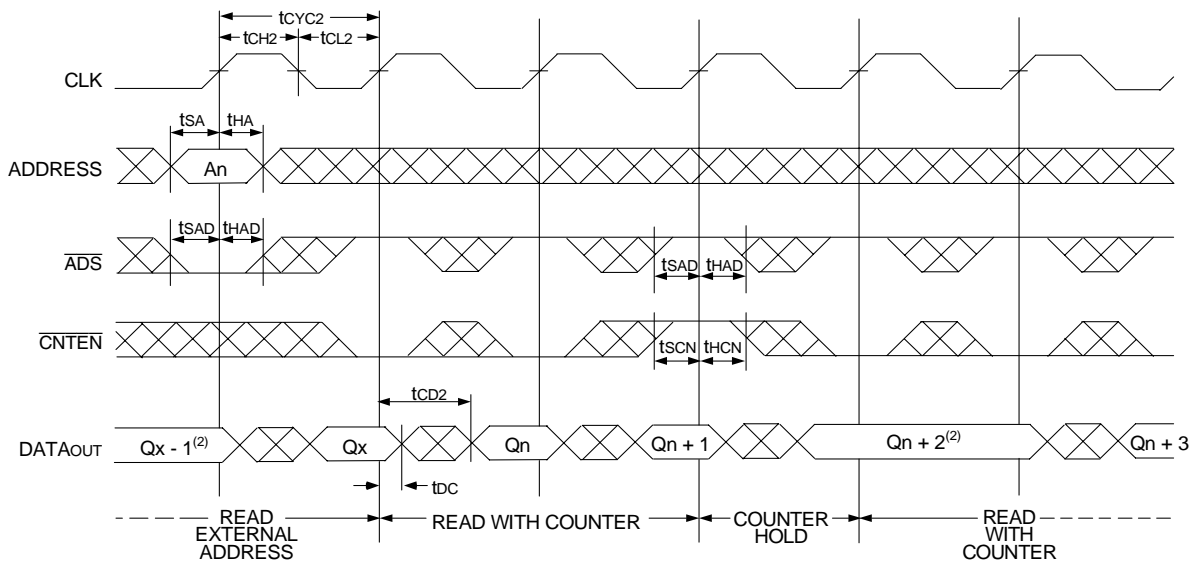 tCYC2
tCH2 tCL2
CLK
tSA tHA
ADDRESS An
tSAD tHAD
ADS
tSAD tHAD
CNTEN
tSCN tHCN
tCD2
DATAOUT Qx - 1(2) Qx Qn Qn + 1 Qn + 2(2) Qn + 3
tDC
READ EXTERNAL ADDRESS
READ WITH COUNTER
COUNTER HOLD
READ WITH COUNTER